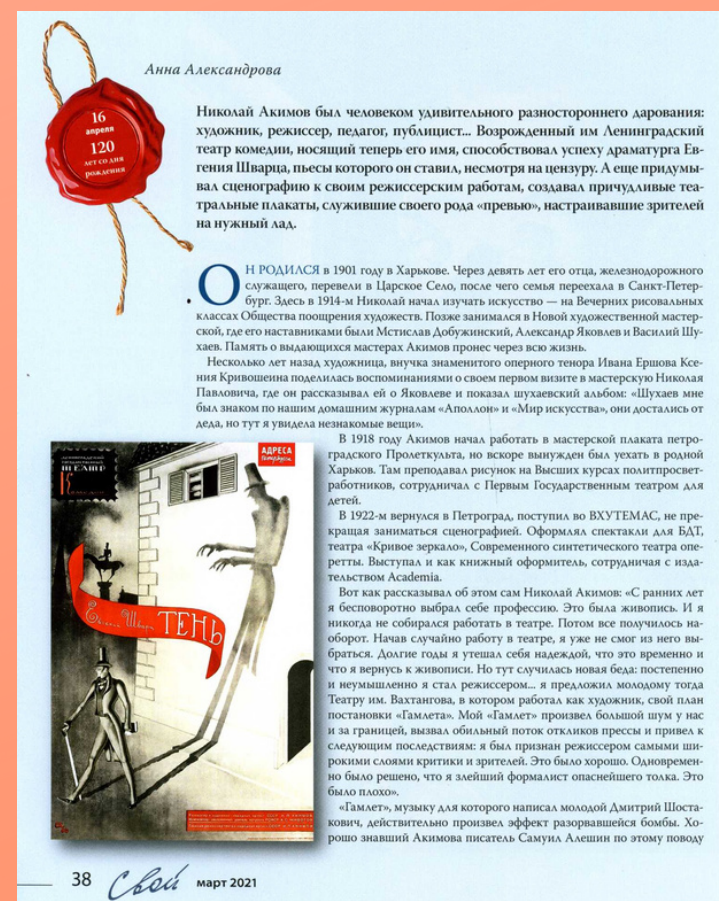 Анна Александрова
16
апреля
120
лет со дня
рождения
Николай Акимов был человеком удивительного разностороннего дарования:
художник, режиссер, педагог, публицист... Возрожденный им Ленинградский
театр комедии, носящий теперь его имя, способствовал успеху драматурга Ев-
гения Шварца, пьесы которого он ставил, несмотря на цензуру. А еще придумы-
вал сценографию к своим режиссерским работам, создавал причудливые теа-
тральные плакаты, служившие своего рода «превью», настраивавшие зрителей
на нужный лад.
ОН РОДИЛСЯ в 1901 году в Харькове. Через девять лет его отца, железнодорожного
служащего, перевели в Царское Село, после чего семья переехала в Санкт-Петер-
бург. Здесь в 1914-м Николай начал изучать искусство — на Вечерних рисовальных
классах Общества поощрения художеств. Позже занимался в Новой художественной мастер-
ской, где его наставниками были Мстислав Добужинский, Александр Яковлев и Василий Шу-
хаев. Память о выдающихся мастерах Акимов пронес через всю жизнь.
Несколько лет назад художница, внучка знаменитого оперного тенора Ивана Ершова Ксе-
ния Кривошеина поделилась воспоминаниями о своем первом визите в мастерскую Николая
Павловича, где он рассказывал ей о Яковлеве и показал шухаевский альбом: «Шухаев мне
был знаком по нашим домашним журналам «Аполлон» и «Мир искусства», они достались от
деда, но тут я увидела незнакомые вещи».
В 1918 году Акимов начал работать в мастерской плаката петро-
градского Пролеткульта, но вскоре вынужден был уехать в родной
Харьков. Там преподавал рисунок на Высших курсах политпросвет-
работников, сотрудничал с Первым Государственным театром для
детей.
В 1922-м вернулся в Петроград, поступил во ВХУТЕМАС, не пре-
кращая заниматься сценографией. Оформлял спектакли для БДТ,
театра «Кривое зеркало», Современного синтетического театра опе-
ретты. Выступал и как книжный оформитель, сотрудничая с изда-
тельством Academia.
Вот как рассказывал об этом сам Николай Акимов: «С ранних лет
я бесповоротно выбрал себе профессию. Это была живопись. И я
никогда не собирался работать в театре. Потом все получилось на-
оборот. Начав случайно работу в театре, я уже не смог из него вы-
браться. Долгие годы я утешал себя надеждой, что это временно и
что я вернусь к живописи. Но тут случилась новая беда: постепенно
и неумышленно я стал режиссером... я предложил молодому тогда
Театру им. Вахтангова, в котором работал как художник, свой план
постановки «Гамлета». Мой «Гамлет» произвел большой шум у нас
и за границей, вызвал обильный поток откликов прессы и привел к
следующим последствиям: я был признан режиссером самыми ши-
рокими слоями критики и зрителей. Это было хорошо. Одновремен-
но было решено, что я злейший формалист опаснейшего толка. Это
было плохо».
«Гамлет», музыку для которого написал молодой Дмитрий Шоста-
кович, действительно произвел эффект разорвавшейся бомбы. Хо-
рошо знавший Акимова писатель Самуил Алешин по этому поводу
ЛЕНИНГРАДСКИЙ
ГОСУДАРСТВЕННЫЙ
ТЕАТР
Комедии
АДРЕСА
Петербурга
Евгений Шварц ТЕНЬ
38 Свой март 2021